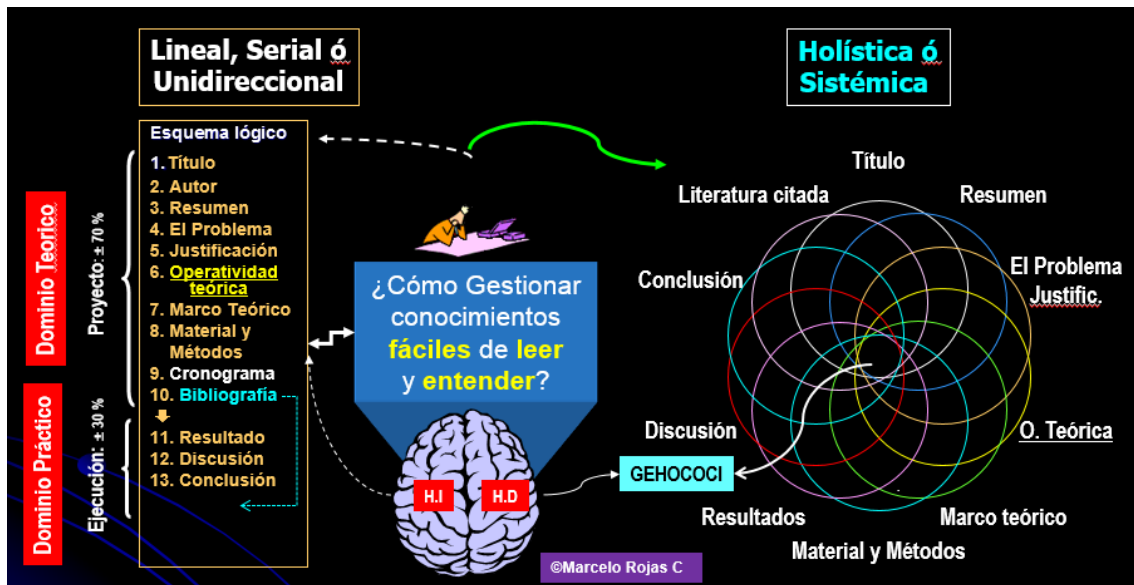 Lineal, Serial ó
Unidireccional
Holística ó
Sistémica
Dominio Teorico
Proyecto: ± 70 %
Dominio Práctico
Ejecución: ± 30 %
Esquema lógico
1. Título
2. Autor
3. Resumen
4. El Problema
5. Justificación
6. Operatividad
teórica
7. Marco Teórico
8. Material y
Métodos
9. Cronograma
10. Bibliografía
11. Resultado
12. Discusión
13. Conclusión
¿Cómo Gestionar
conocimientos
fáciles de leer
y entender?
H.I
H.D
GEHOCOCI
Título
Literatura citada
Resumen
Conclusión
El Problema
Justific.
Discusión
O. Teórica
Resultados
Marco teórico
Material y Métodos
©Marcelo Rojas C